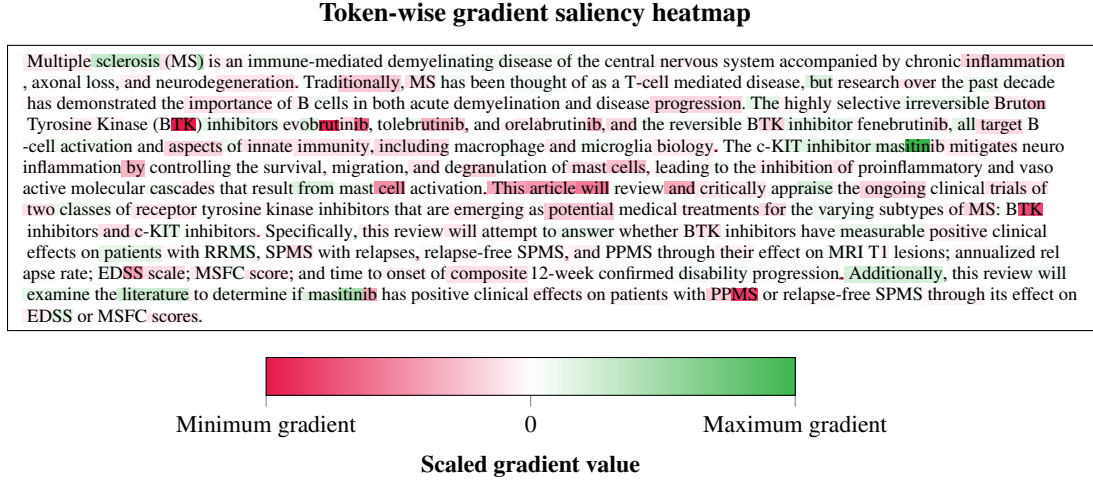 Token-wise gradient saliency heatmap
Multiple sclerosis (MS) is an immune-mediated demyelinating disease of the central nervous system accompanied by chronic inflammation
, axonal loss, and neurodegeneration. Traditionally, MS has been thought of as a T-cell mediated disease, but research over the past decade
has demonstrated the importance of B cells in both acute demyelination and disease progression. The highly selective irreversible Bruton
Tyrosine Kinase (BTK) inhibitors evobrutinib, tolebrutinib, and orelabrutinib, and the reversible BTK inhibitor fenebrutinib, all target B
-cell activation and aspects of innate immunity, including macrophage and microglia biology. The c-KIT inhibitor masitinib mitigates neuro
inflammation by controlling the survival, migration, and degranulation of mast cells, leading to the inhibition of proinflammatory and vaso
active molecular cascades that result from mast cell activation. This article will review and critically appraise the ongoing clinical trials of
two classes of receptor tyrosine kinase inhibitors that are emerging as potential medical treatments for the varying subtypes of MS: BTK
inhibitors and c-KIT inhibitors. Specifically, this review will attempt to answer whether BTK inhibitors have measurable positive clinical
effects on patients with RRMS, SPMS with relapses, relapse-free SPMS, and PPMS through their effect on MRI T1 lesions; annualized rel
apse rate; EDSS scale; MSFC score; and time to onset of composite 12-week confirmed disability progression. Additionally, this review will
examine the literature to determine if masitinib has positive clinical effects on patients with PPMS or relapse-free SPMS through its effect on
EDSS or MSFC scores.
Minimum gradient 0 Maximum gradient
Scaled gradient value